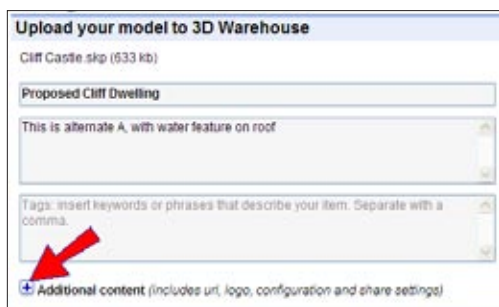 Upload your model to 3D Warehouse
Cliff Castle.skp (633 kb)
Proposed Cliff Dwelling
This is alternate A, with water feature on roof
Tags: insert keywords or phrases that describe your item. Separate with a
comma.
Additional content (includes url, logo, configuration and share settings)